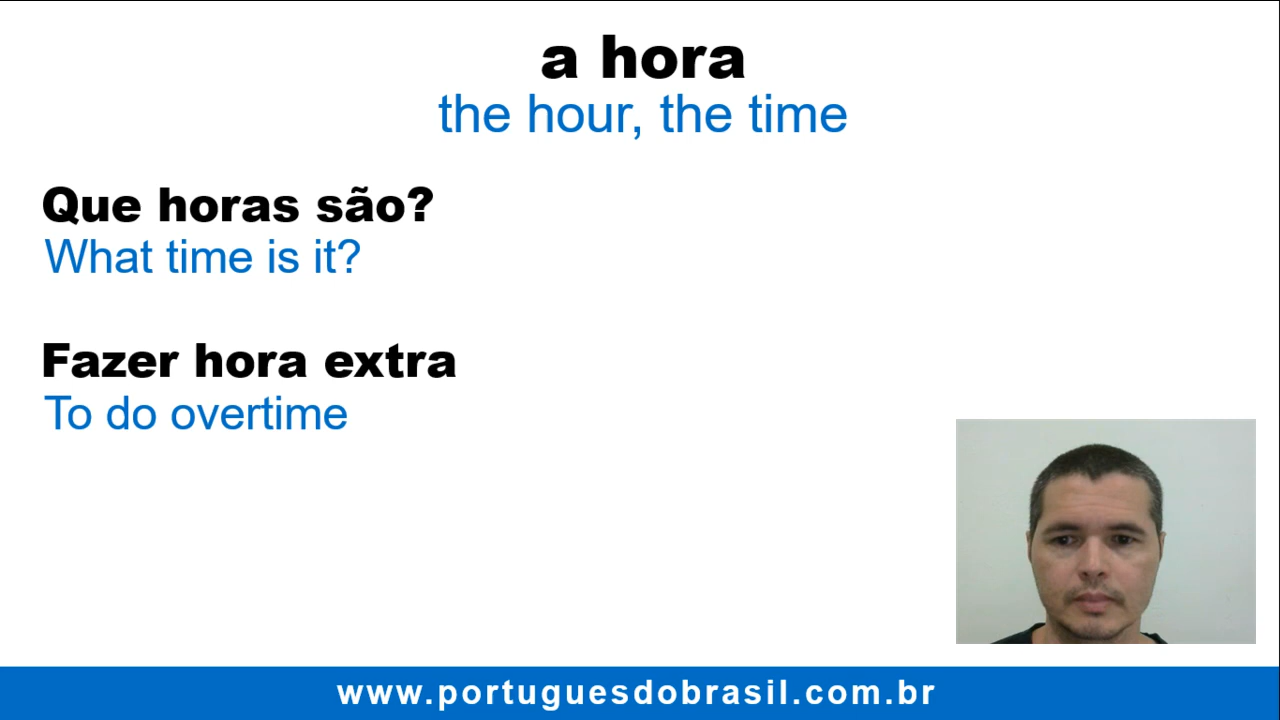 a hora
the hour, the time
Que horas são?
What time is it?
Fazer hora extra
To do overtime
www.portuguesdobrasil.com.br